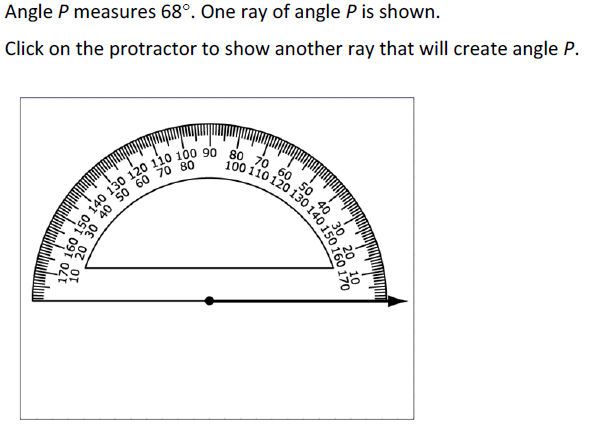 Angle P measures 68°. One ray of angle P is shown.
Click on the protractor to show another ray that will create angle P.
170 160 150 140 130 120 110 100 90 80 70 60 50 40 30 20 10
10 20 30 40 50 60 70 80 100 110 120 130 140 150 160 170